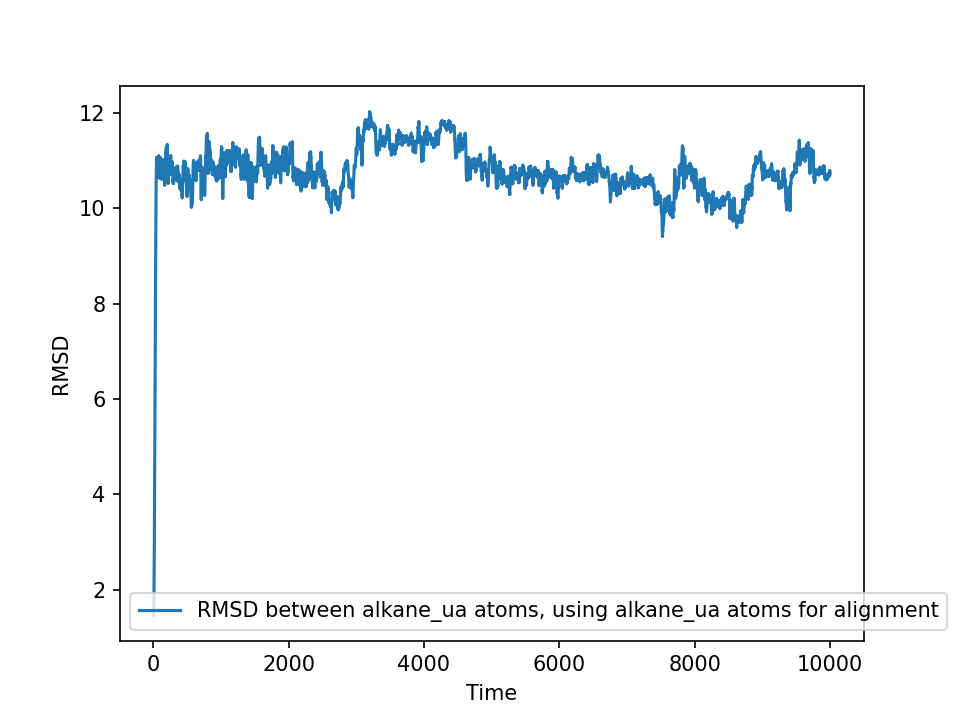 12
10
8
6
4
2
RMSD
RMSD between alkane_ua atoms, using alkane_ua atoms for alignment
0 2000 4000 6000 8000 10000
Time